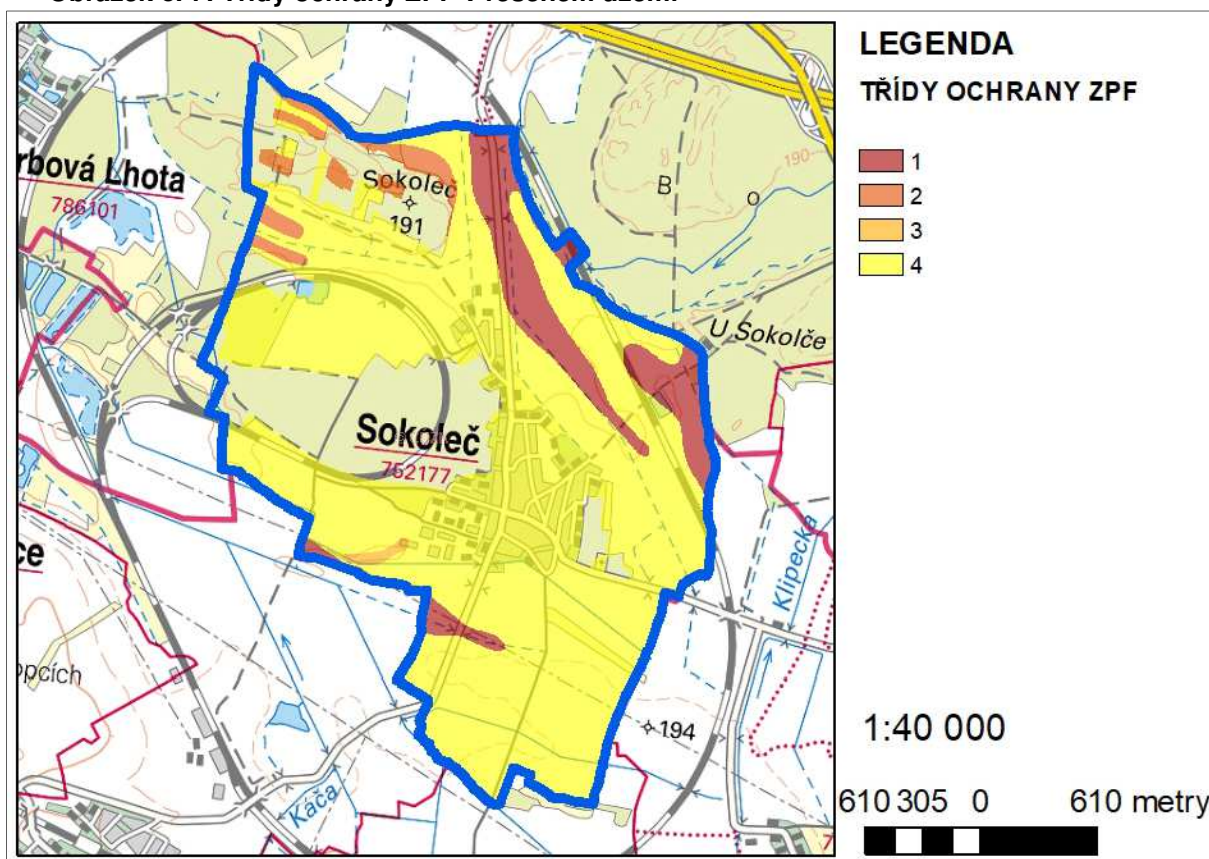 LEGENDA
TŘÍDY OCHRANY ZPF
1
2
3
4
190
B
o
rbová Lhota
786101
Sokoleč
191
U Sokolče
Sokoleč
752177
Klipecka
ce
opcích
194
Káča
1:40 000
610 305 0 610 metry